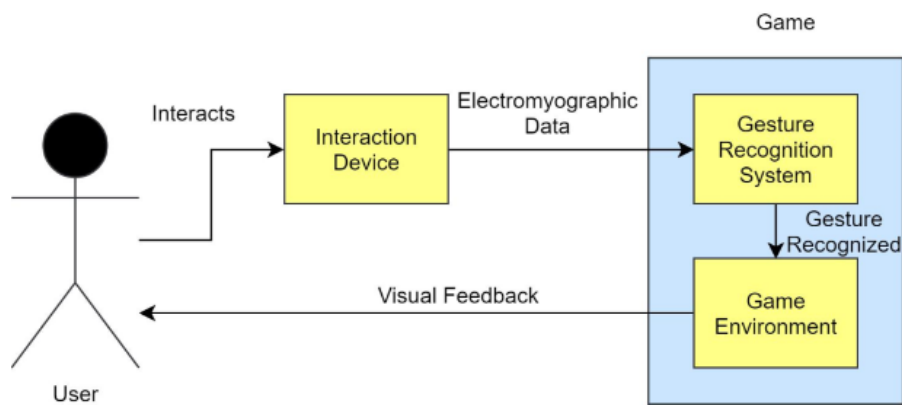 Game
Interacts
Electromyographic
Data
Interaction
Device
Gesture
Recognition
System
Gesture
Recognized
Visual Feedback
Game
Environment
User